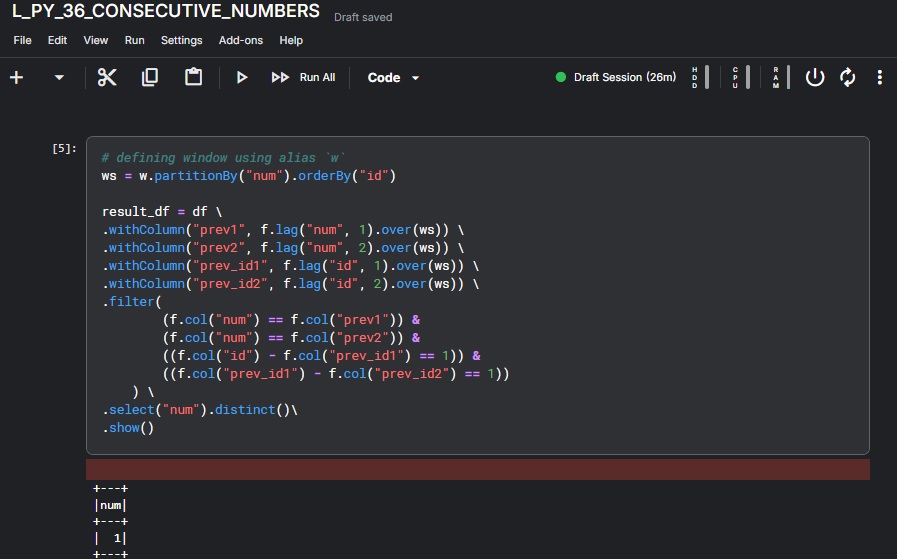 L_PY_36_CONSECUTIVE_NUMBERS Draft saved
File Edit View Run Settings Add-ons Help
Run All Code Draft Session (26m) HDD CPU RAM
[5]:
# defining window using alias `w`
ws = w.partitionBy("num").orderBy("id")
result_df = df \
.withColumn("prev1", f.lag("num", 1).over(ws)) \
.withColumn("prev2", f.lag("num", 2).over(ws)) \
.withColumn("prev_id1", f.lag("id", 1).over(ws)) \
.withColumn("prev_id2", f.lag("id", 2).over(ws)) \
.filter(
(f.col("num") == f.col("prev1")) &
(f.col("num") == f.col("prev2")) &
((f.col("id") - f.col("prev_id1") == 1)) &
((f.col("prev_id1") - f.col("prev_id2") == 1))
) \
.select("num").distinct()\
.show()
+---+
|num|
+---+
|  1|
+---+